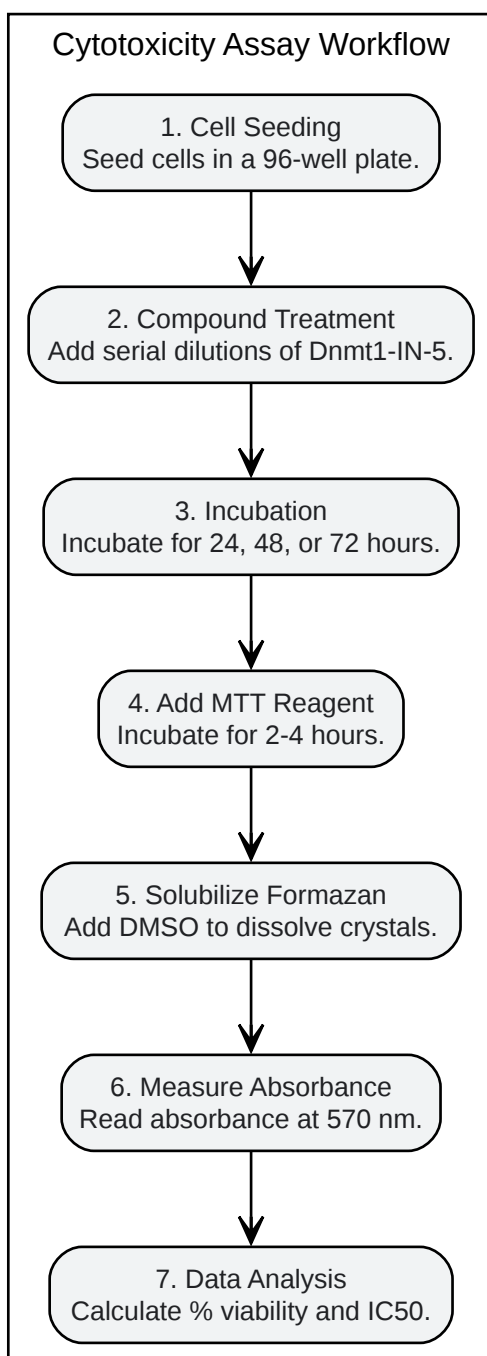 Cytotoxicity Assay Workflow
1. Cell Seeding
Seed cells in a 96-well plate.
2. Compound Treatment
Add serial dilutions of Dnmt1-IN-5.
3. Incubation
Incubate for 24, 48, or 72 hours.
4. Add MTT Reagent
Incubate for 2-4 hours.
5. Solubilize Formazan
Add DMSO to dissolve crystals.
6. Measure Absorbance
Read absorbance at 570 nm.
7. Data Analysis
Calculate % viability and IC50.